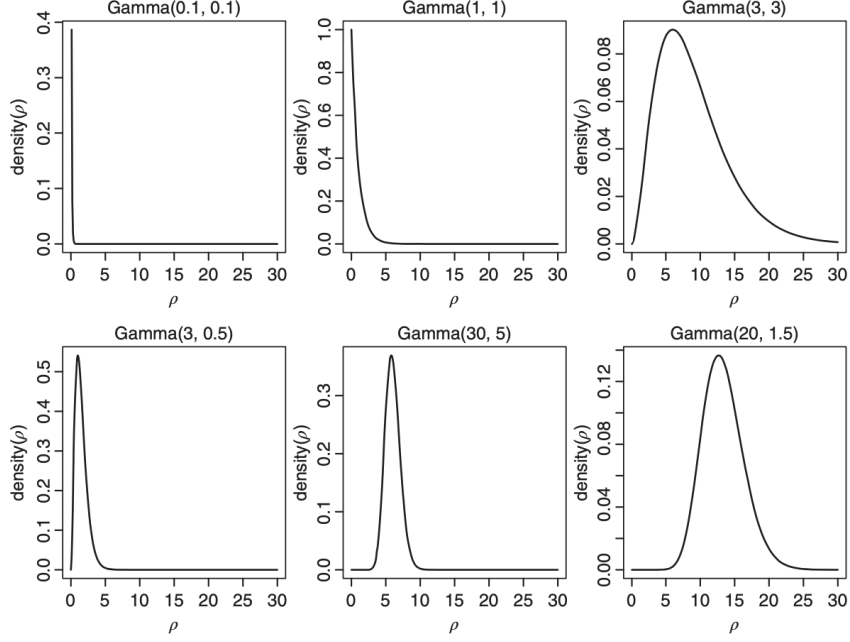 Gamma(0.1, 0.1)
density(ρ)
0.0 0.1 0.2 0.3 0.4
0 5 10 15 20 25 30
ρ
Gamma(1, 1)
density(ρ)
0.0 0.2 0.4 0.6 0.8 1.0
0 5 10 15 20 25 30
ρ
Gamma(3, 3)
density(ρ)
0.00 0.02 0.04 0.06 0.08
0 5 10 15 20 25 30
ρ
Gamma(3, 0.5)
density(ρ)
0.0 0.1 0.2 0.3 0.4 0.5
0 5 10 15 20 25 30
ρ
Gamma(30, 5)
density(ρ)
0.0 0.1 0.2 0.3
0 5 10 15 20 25 30
ρ
Gamma(20, 1.5)
density(ρ)
0.00 0.04 0.08 0.12
0 5 10 15 20 25 30
ρ